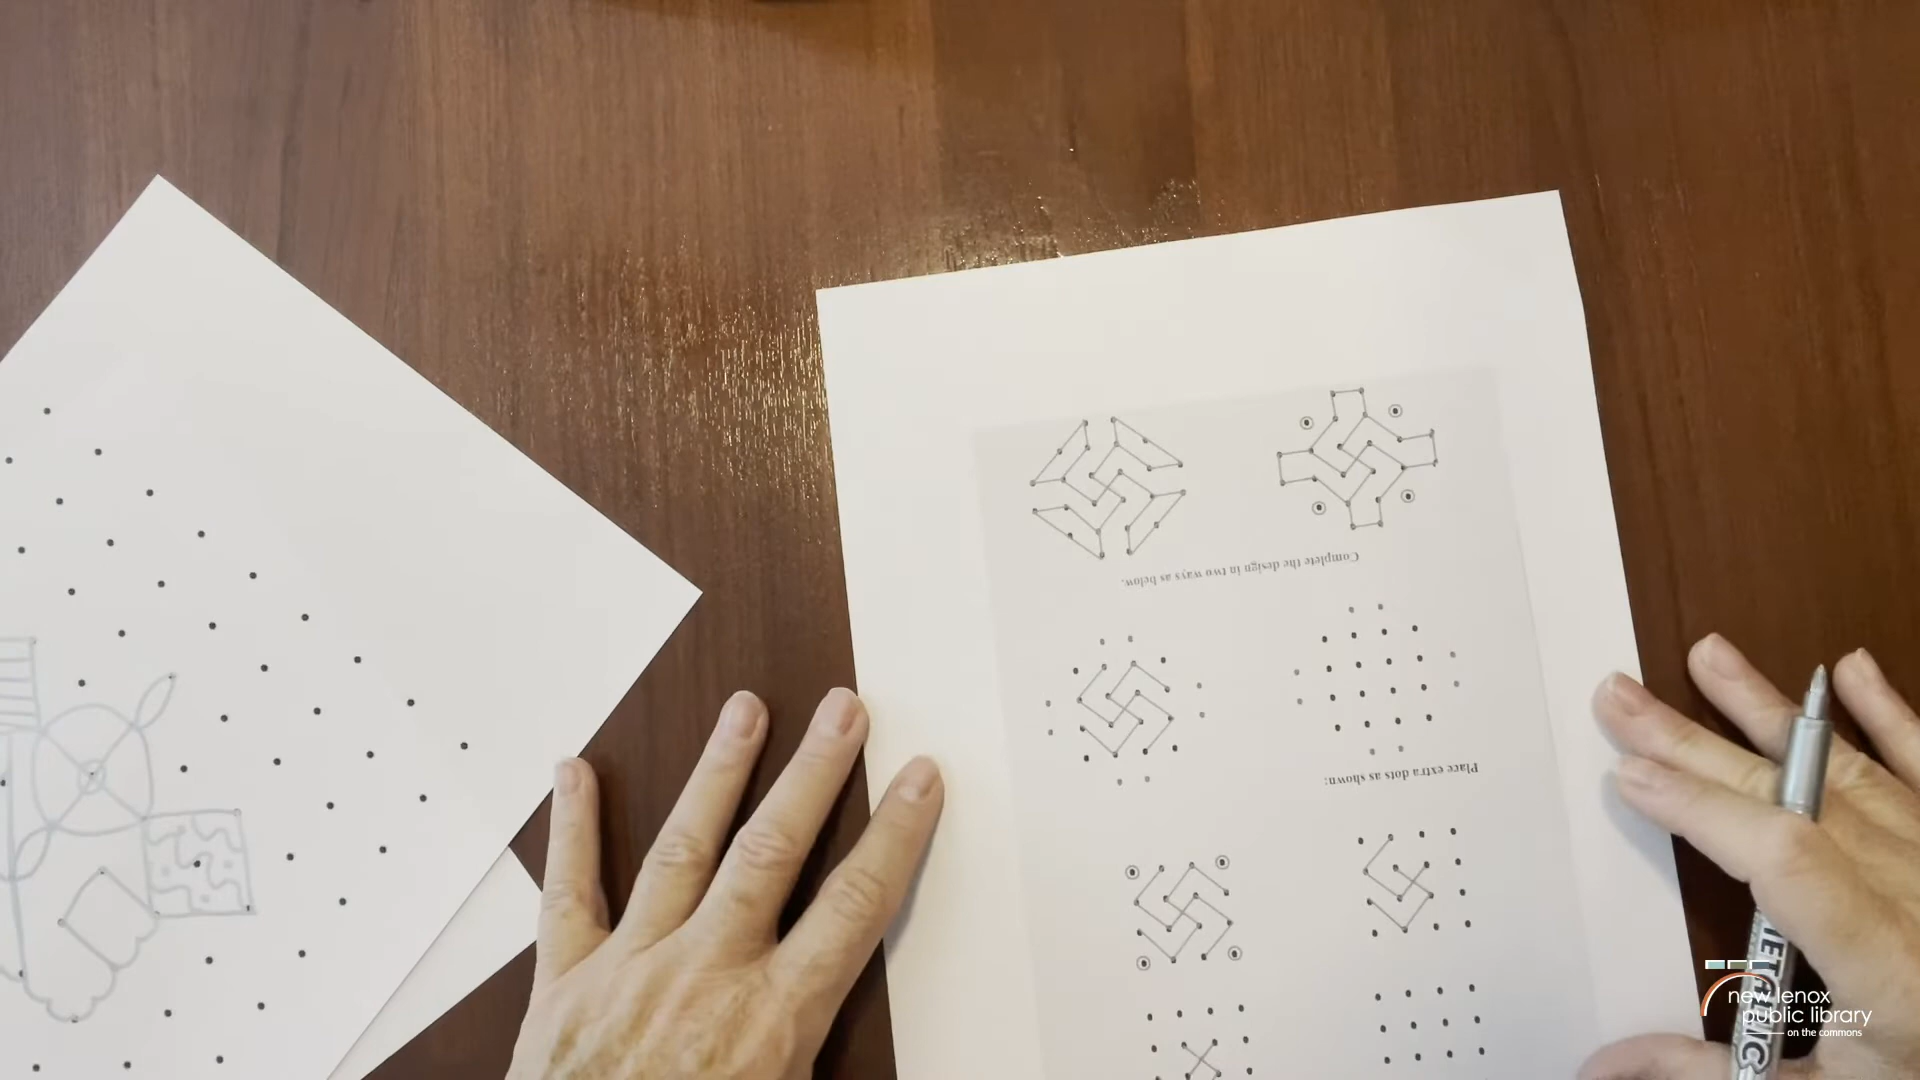 Place extra dots as shown:
Complete the design in two ways as below.
new lenox
public library
on the commons